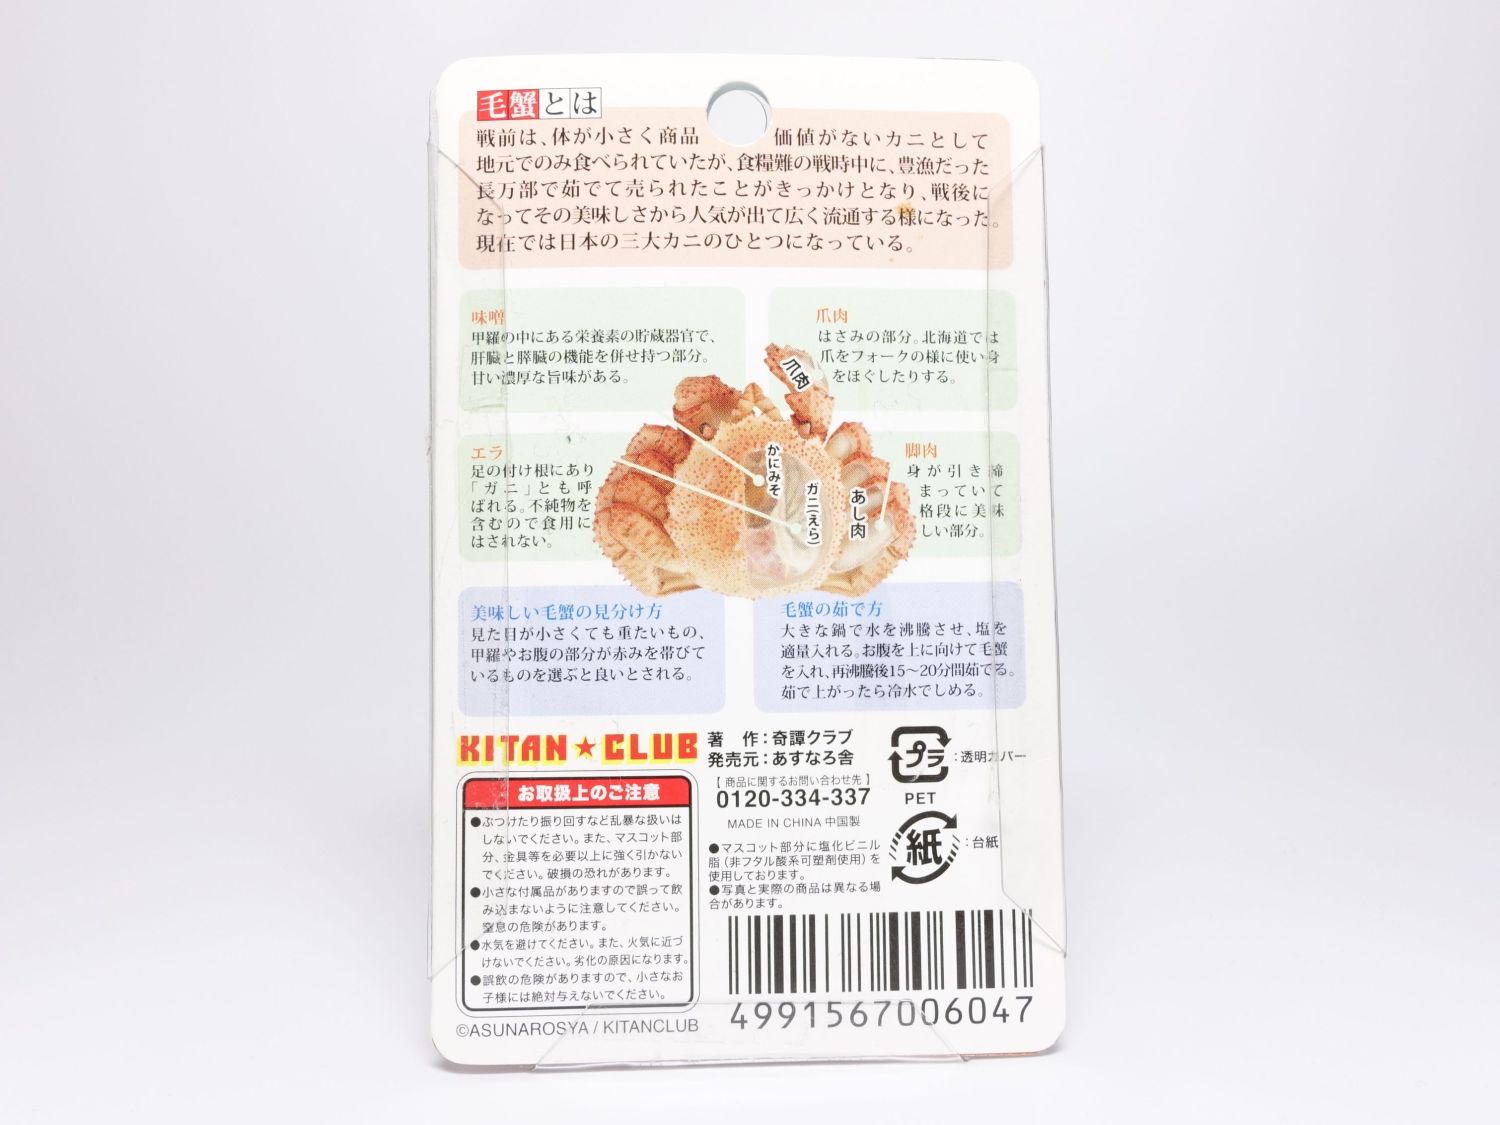 毛蟹とは
戦前は、体が小さく商品 価値がないカニとして
地元でのみ食べられていたが、食糧難の戦時中に、豊漁だった
長万部で茹でて売られたことがきっかけとなり、戦後に
なってその美味しさから人気が出て広く流通する様になった。
現在では日本の三大カニのひとつになっている。
味噌
甲羅の中にある栄養素の貯蔵器官で、
肝臓と膵臓の機能を併せ持つ部分。
甘い濃厚な旨味がある。
爪肉
はさみの部分。北海道では
爪をフォークの様に使い身
をほぐしたりする。
爪肉
エラ
足の付け根にあり
「ガニ」とも呼
ばれる。不純物を
含むので食用に
はされない。
かにみそ
ガニ(えら)
あし肉
脚肉
身が引き締
まっていて
格段に美味
しい部分。
美味しい毛蟹の見分け方
見た目が小さくても重たいもの、
甲羅やお腹の部分が赤みを帯びて
いるものを選ぶと良いとされる。
毛蟹の茹で方
大きな鍋で水を沸騰させ、塩を
適量入れる。お腹を上に向けて毛蟹
を入れ、再沸騰後15～20分間茹でる。
茹で上がったら冷水でしめる。
KITAN★CLUB
著 作：奇譚クラブ
発売元：あすなろ舎
【 商品に関するお問い合わせ先 】
0120-334-337
MADE IN CHINA 中国製
●マスコット部分に塩化ビニル
脂（非フタル酸系可塑剤使用）を
使用しております。
●写真と実際の商品は異なる場
合があります。
プラ：透明カバー
PET
紙：台紙
お取扱上のご注意
●ぶつけたり振り回すなど乱暴な扱いは
しないでください。また、マスコット部
分、金具等を必要以上に強く引かない
でください。破損の恐れがあります。
●小さな付属品がありますので誤って飲
み込まないように注意してください。
窒息の危険があります。
●水気を避けてください。また、火気に近づ
けないでください。劣化の原因になります。
●誤飲の危険がありますので、小さなお
子様には絶対与えないでください。
©ASUNAROSYA / KITANCLUB
4991567006047